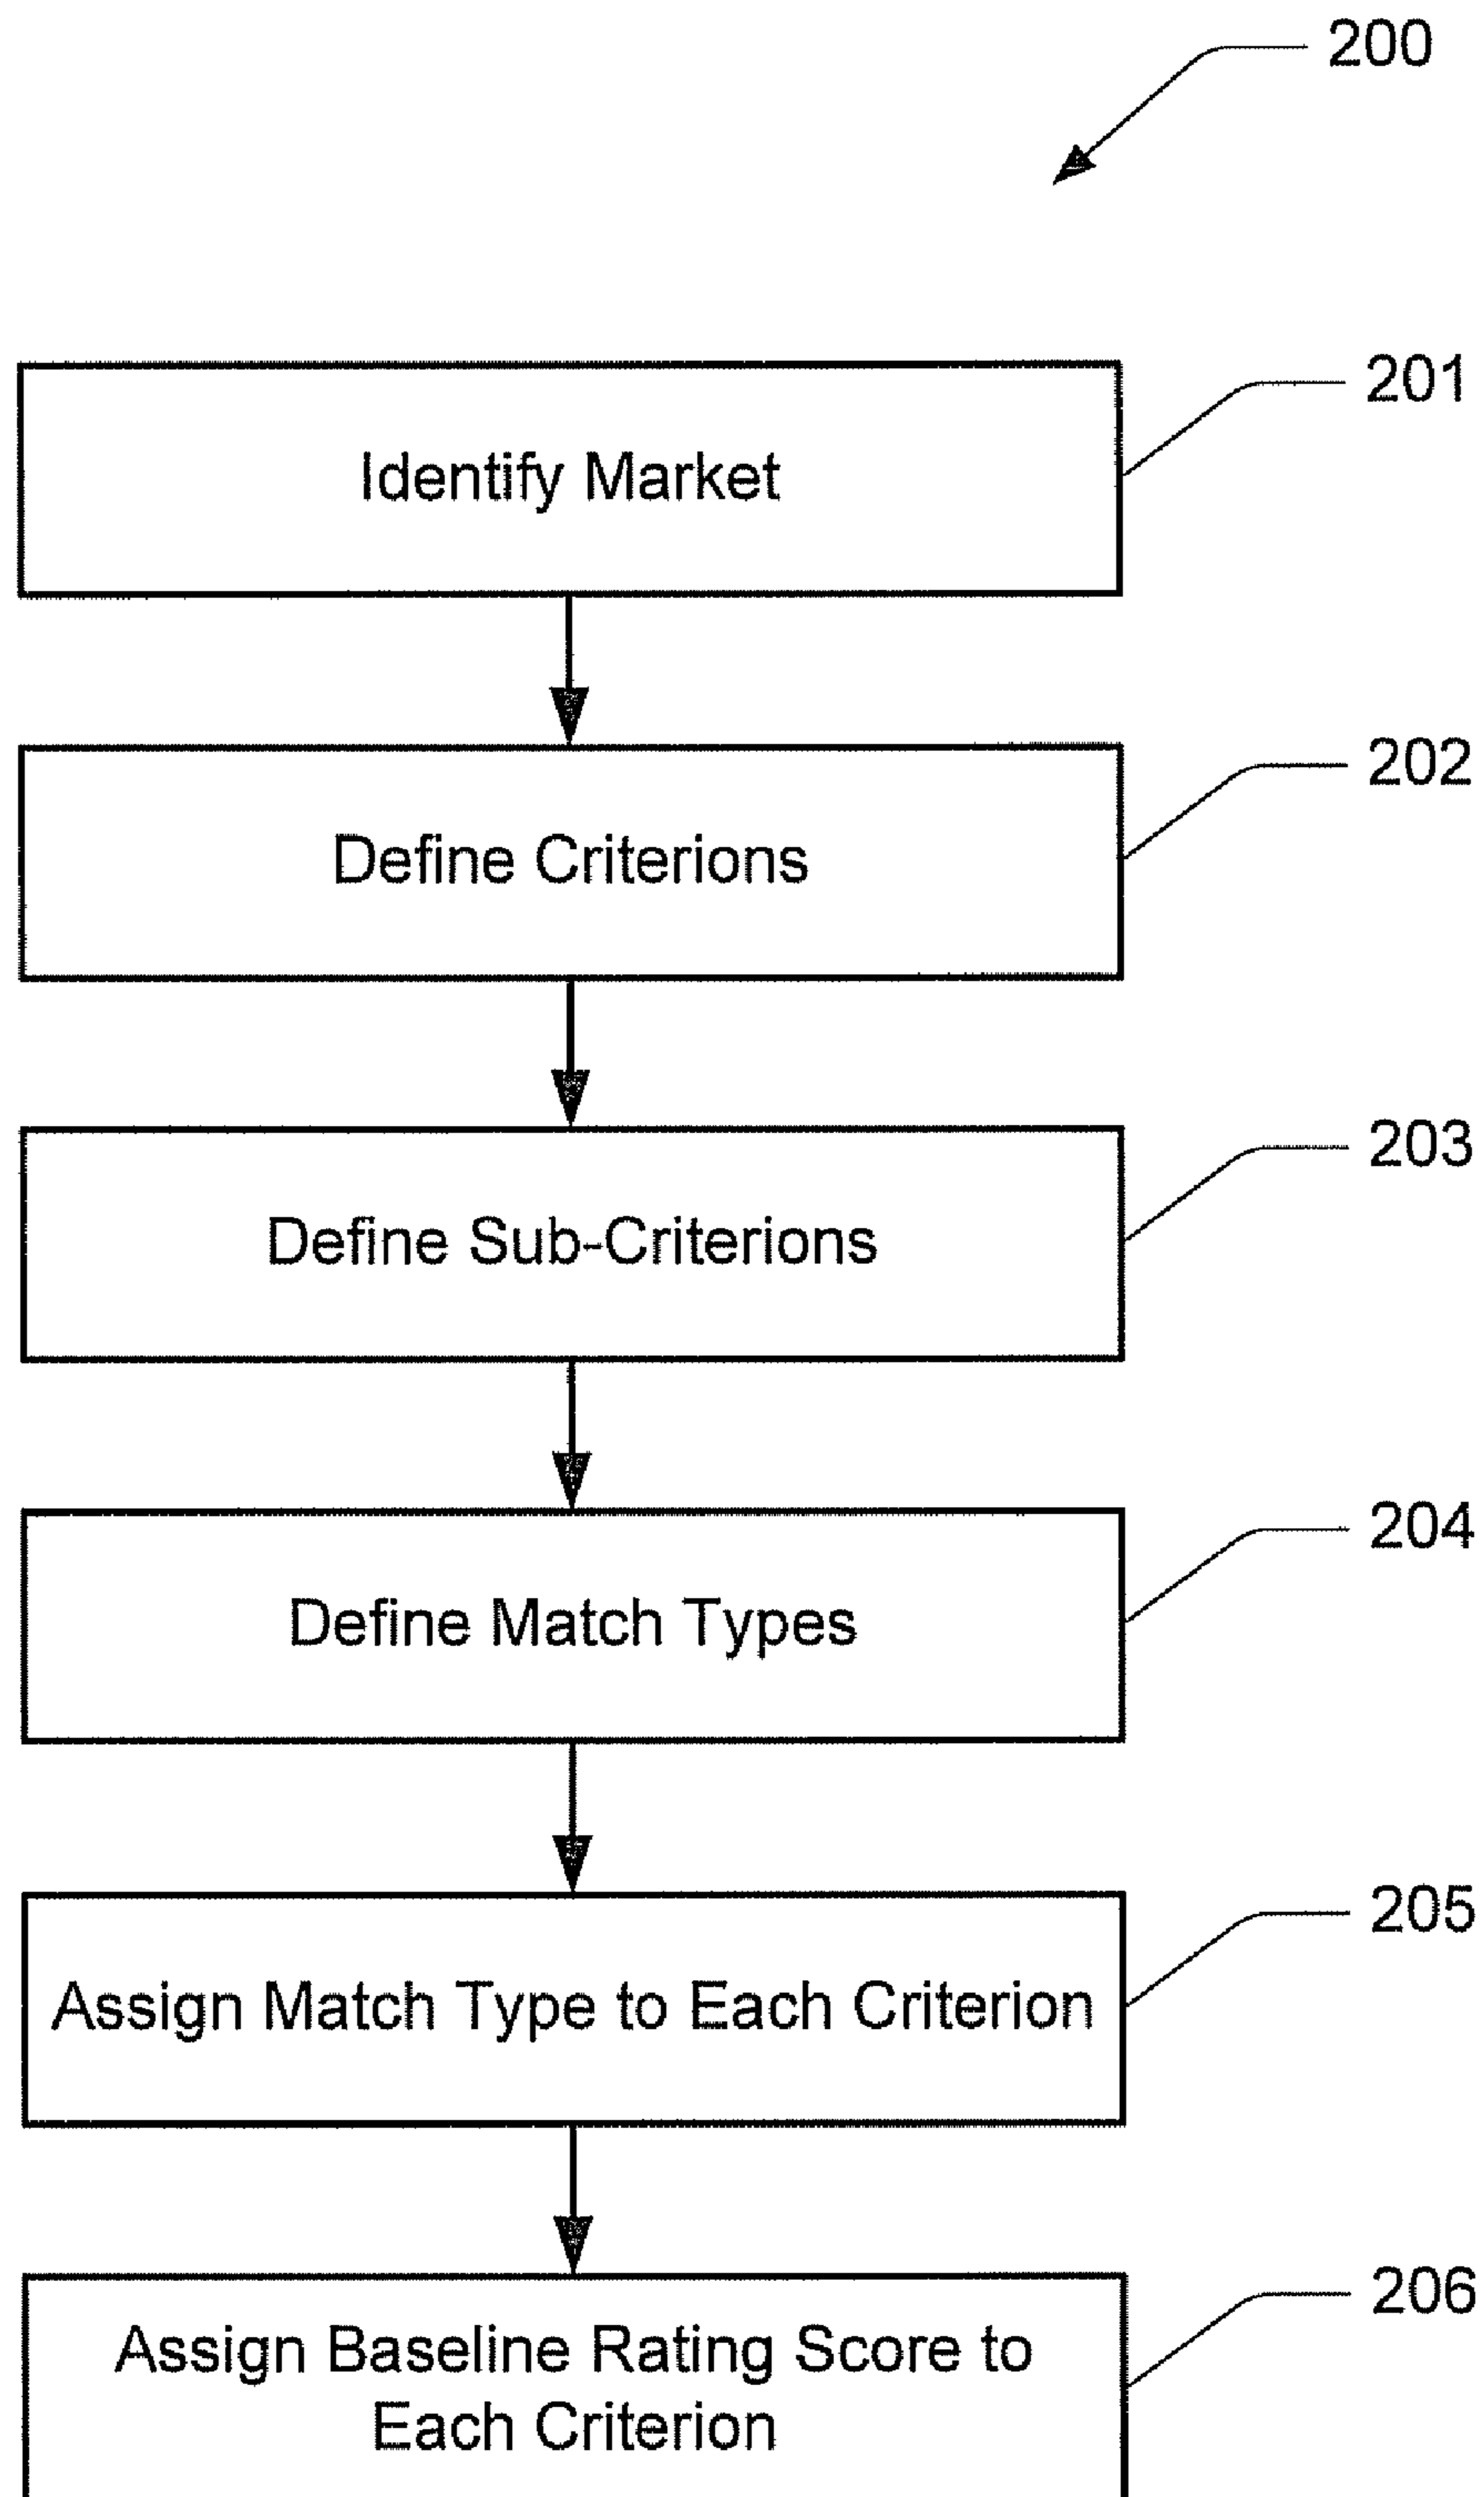 200
201
Identify Market
202
Define Criterions
203
Define Sub-Criterions
204
Define Match Types
205
Assign Match Type to Each Criterion
206
Assign Baseline Rating Score to
Each Criterion